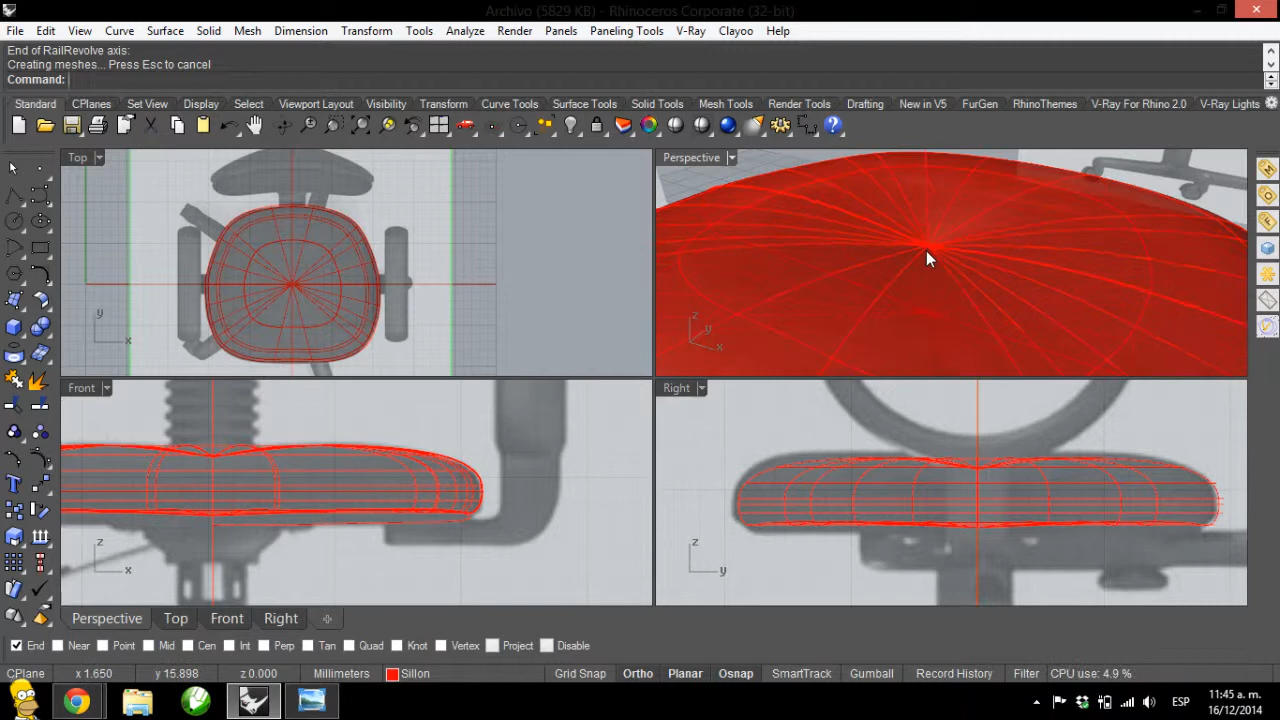 Archivo (5829 KB) - Rhinoceros Corporate (32-bit)
File Edit View Curve Surface Solid Mesh Dimension Transform Tools Analyze Render Panels Paneling Tools V-Ray Clayoo Help
End of RailRevolve axis:
Creating meshes... Press Esc to cancel
Command:
Standard CPlanes Set View Display Select Viewport Layout Visibility Transform Curve Tools Surface Tools Solid Tools Mesh Tools Render Tools Drafting New in V5 FurGen RhinoThemes V-Ray For Rhino 2.0 V-Ray Lights
Top
Perspective
y
x
z
y
x
Front
Right
z
x
z
y
Perspective Top Front Right
End Near Point Mid Cen Int Perp Tan Quad Knot Vertex Project Disable
CPlane x 1.650 y 15.898 z 0.000 Millimeters Sillon Grid Snap Ortho Planar Osnap SmartTrack Gumball Record History Filter CPU use: 4.9 %
ESP
11:45 a. m.
16/12/2014